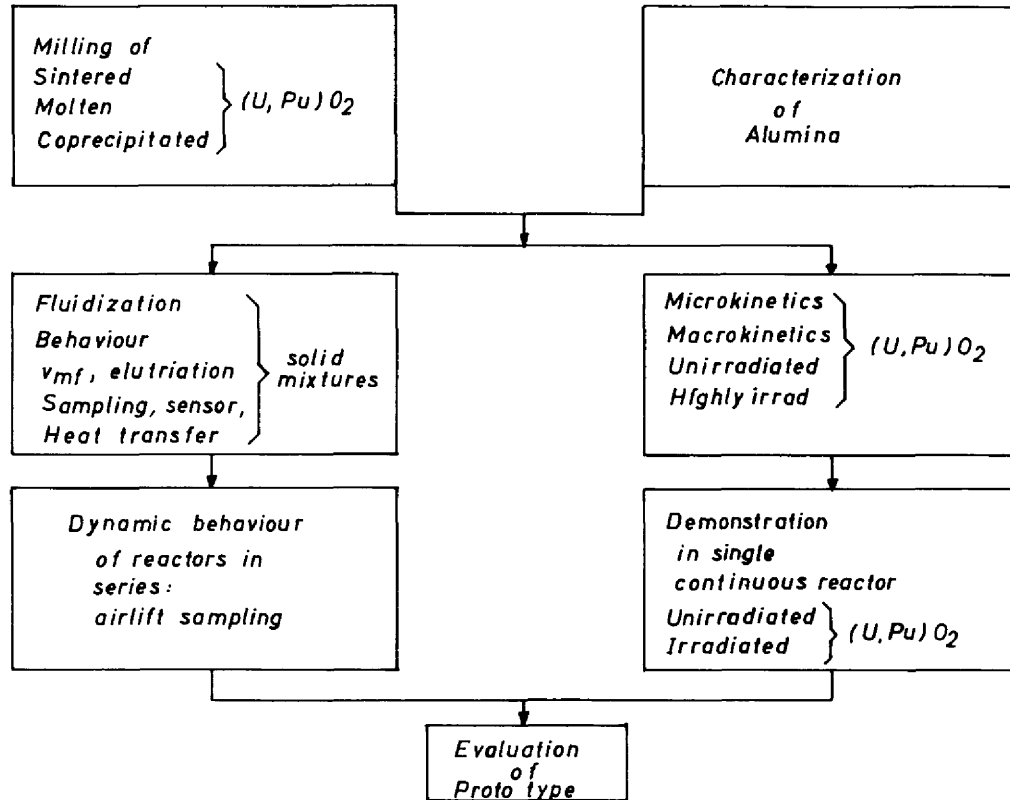 Milling of
Sintered
Molten
Coprecipitated
(U, Pu) O2
Characterization
of
Alumina
Fluidization
Behaviour
vmf, elutriation
Sampling, sensor,
Heat transfer
solid
mixtures
Microkinetics
Macrokinetics
Unirradiated
Highly irrad
(U, Pu) O2
Dynamic behaviour
of reactors in
series:
airlift sampling
Demonstration
in single
continuous reactor
Unirradiated
Irradiated
(U, Pu) O2
Evaluation
of
Proto type